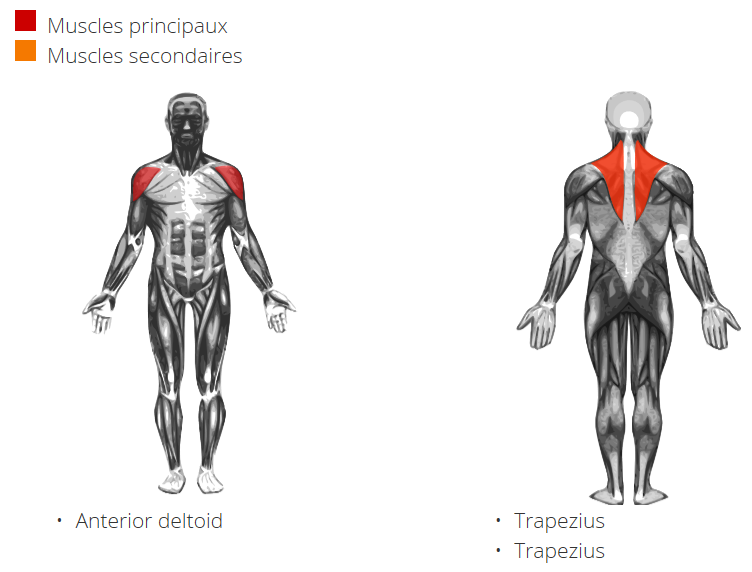 Muscles principaux
Muscles secondaires
• Anterior deltoid
• Trapezius
• Trapezius